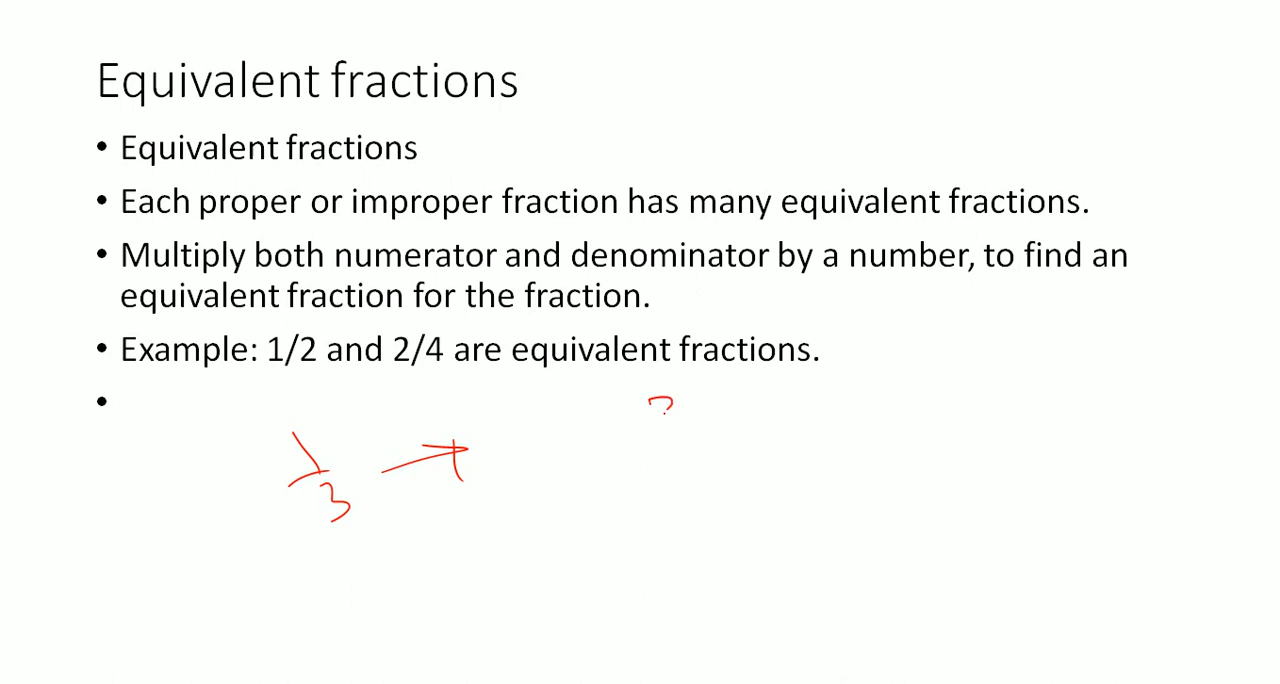 Equivalent fractions
• Equivalent fractions
• Each proper or improper fraction has many equivalent fractions.
• Multiply both numerator and denominator by a number, to find an
equivalent fraction for the fraction.
• Example: 1/2 and 2/4 are equivalent fractions.
•
?
1
3